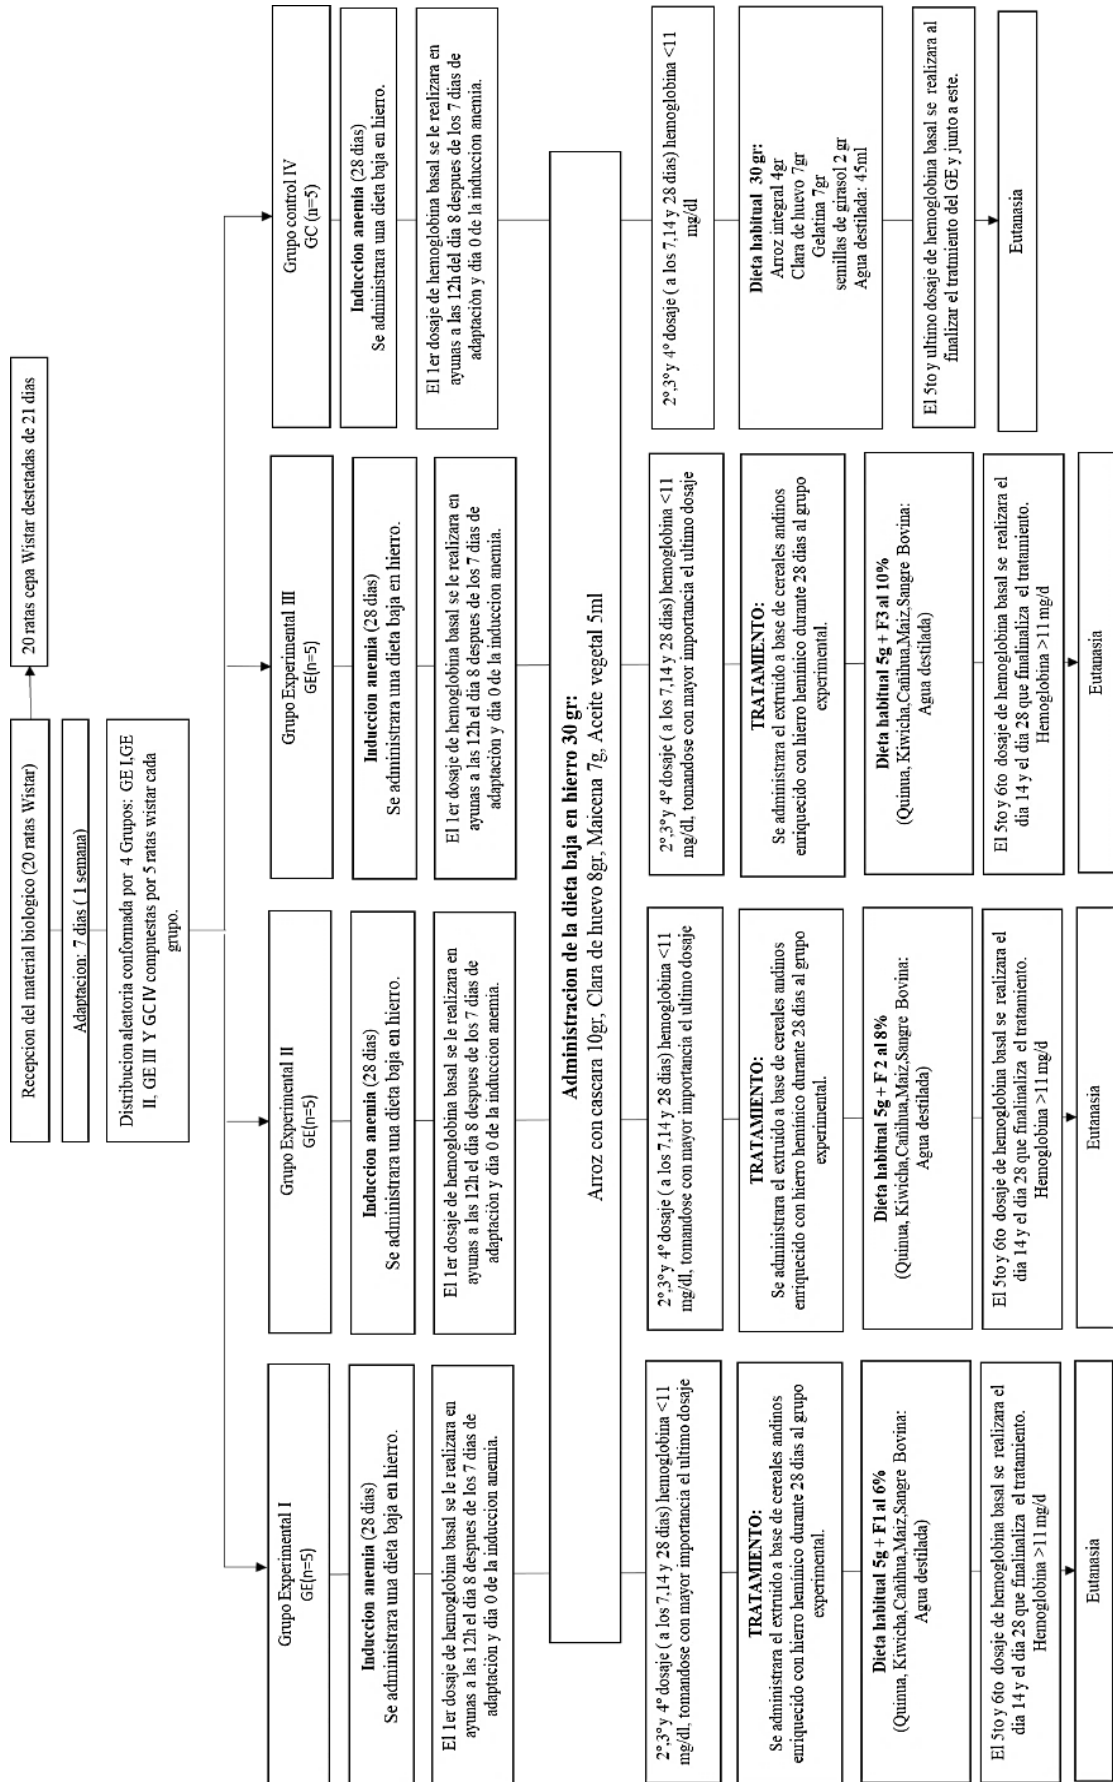 Recepcion del material biologico (20 ratas Wistar)
20 ratas cepa Wistar destetadas de 21 dias
Adaptacion: 7 dias ( 1 semana)
Distribucion aleatoria conformada por 4 Grupos: GE I,GE
II, GE III Y GC IV compuestas por 5 ratas wistar cada
grupo.
Grupo Experimental I
GE(n=5)
Induccion anemia (28 dias)
Se administrara una dieta baja en hierro.
El 1er dosaje de hemoglobina basal se le realizara en
ayunas a las 12h del dia 8 despues de los 7 dias de
adaptación y dia 0 de la induccion anemia.
Grupo Experimental II
GE(n=5)
Induccion anemia (28 dias)
Se administrara una dieta baja en hierro.
El 1er dosaje de hemoglobina basal se le realizara en
ayunas a las 12h el dia 8 despues de los 7 dias de
adaptación y dia 0 de la induccion anemia.
Grupo Experimental III
GE(n=5)
Induccion anemia (28 dias)
Se administrara una dieta baja en hierro.
El 1er dosaje de hemoglobina basal se le realizara en
ayunas a las 12h el dia 8 despues de los 7 dias de
adaptación y dia 0 de la induccion anemia.
Grupo control IV
GC (n=5)
Induccion anemia (28 dias)
Se administrara una dieta baja en hierro.
El 1er dosaje de hemoglobina basal se le realizara en
ayunas a las 12h del dia 8 despues de los 7 dias de
adaptaciòn y dia 0 de la induccion anemia.
Administracion de la dieta baja en hierro 30 gr:
Arroz con cascara 10gr, Clara de huevo 8gr, Maicena 7g, Aceite vegetal 5ml
2º,3º y 4º dosaje ( a los 7,14 y 28 dias) hemoglobina <11
mg/dl, tomandose con mayor importancia el ultimo dosaje
TRATAMIENTO:
Se administrara el extruido a base de cereales andinos
enriquecido con hierro hemínico durante 28 dias al grupo
experimental.
Dieta habitual 5g + F1 al 6%
(Quinua, Kiwicha,Cañihua,Maiz,Sangre Bovina:
Agua destilada)
El 5to y 6to dosaje de hemoglobina basal se realizara el
dia 14 y el dia 28 que finalinaliza el tratamiento.
Hemoglobina >11 mg/d
Eutanasia
2º,3º y 4º dosaje ( a los 7,14 y 28 dias) hemoglobina <11
mg/dl, tomandose con mayor importancia el ultimo dosaje
TRATAMIENTO:
Se administrara el extruido a base de cereales andinos
enriquecido con hierro hemínico durante 28 dias al grupo
experimental.
Dieta habitual 5g + F 2 al 8%
(Quinua, Kiwicha,Cañihua,Maiz,Sangre Bovina:
Agua destilada)
El 5to y 6to dosaje de hemoglobina basal se realizara el
dia 14 y el dia 28 que finalinaliza el tratamiento.
Hemoglobina >11 mg/d
Eutanasia
2º,3º y 4º dosaje ( a los 7,14 y 28 dias) hemoglobina <11
mg/dl, tomandose con mayor importancia el ultimo dosaje
TRATAMIENTO:
Se administrara el extruido a base de cereales andinos
enriquecido con hierro hemínico durante 28 dias al grupo
experimental.
Dieta habitual 5g + F3 al 10%
(Quinua, Kiwicha,Cañihua,Maiz,Sangre Bovina:
Agua destilada)
El 5to y 6to dosaje de hemoglobina basal se realizara el
dia 14 y el dia 28 que finalinaliza el tratamiento.
Hemoglobina >11 mg/d
Eutanasia
2º,3º y 4º dosaje ( a los 7,14 y 28 dias) hemoglobina <11
mg/dl
Dieta habitual 30 gr:
Arroz integral 4gr
Clara de huevo 7gr
Gelatina 7gr
semillas de girasol 2 gr
Agua destilada: 45ml
El 5to y ultimo dosaje de hemoglobina basal se realizara al
finalizar el tratmiento del GE y junto a este.
Eutanasia